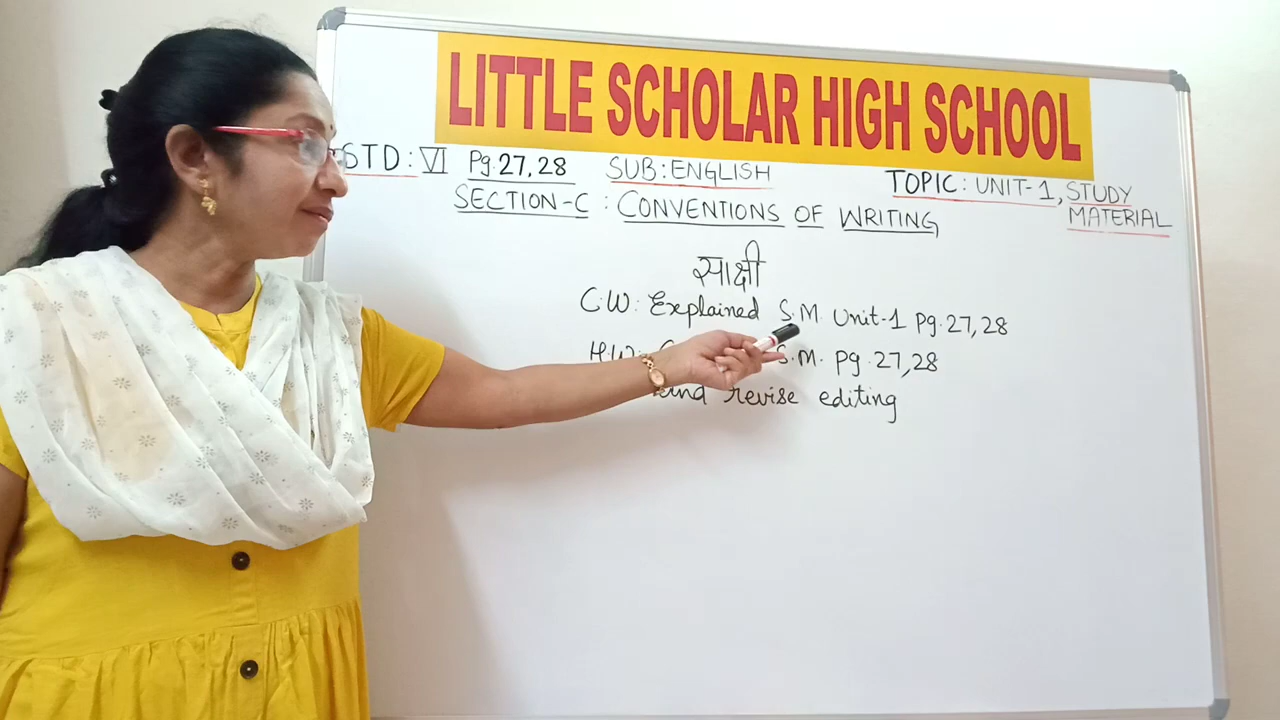 LITTLE SCHOLAR HIGH SCHOOL
STD: VI Pg. 27, 28 SUB: ENGLISH TOPIC: UNIT-1, STUDY MATERIAL
SECTION-C : CONVENTIONS OF WRITING
साक्षी
C.W: Explained S.M. Unit-1 Pg. 27, 28
H.W: S.M. pg. 27, 28
and revise editing